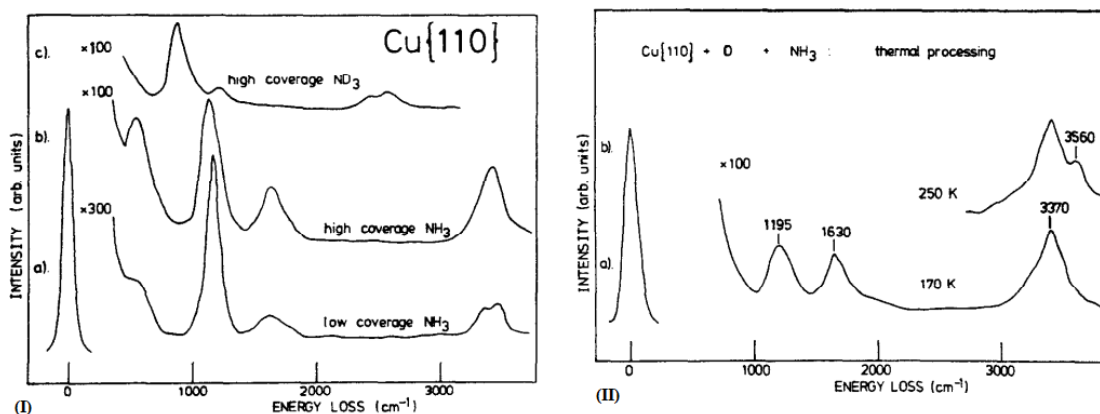 Cu{110}
c).
×100
high coverage ND3
×100
b).
high coverage NH3
×300
a).
low coverage NH3
INTENSITY (arb. units)
0
1000
2000
3000
ENERGY LOSS (cm-1)
(I)
Cu{110} + O + NH3 : thermal processing
b).
3560
×100
250 K
1195
1630
3370
a).
170 K
INTENSITY (arb. units)
0
1000
2000
3000
ENERGY LOSS (cm-1)
(II)